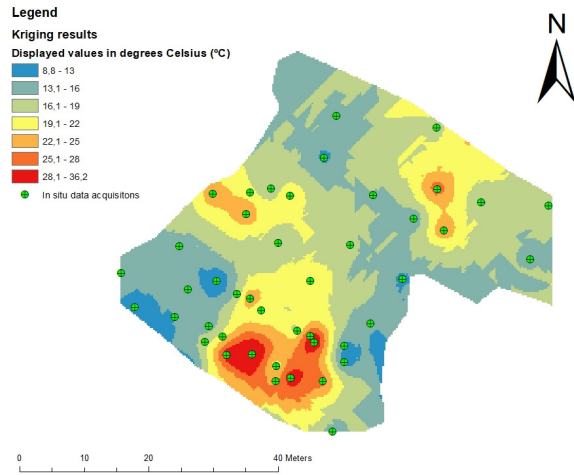 Legend
N
Kriging results
Displayed values in degrees Celsius (ºC)
8,8 - 13
13,1 - 16
16,1 - 19
19,1 - 22
22,1 - 25
25,1 - 28
28,1 - 36,2
In situ data acquisitons
0 10 20 40 Meters